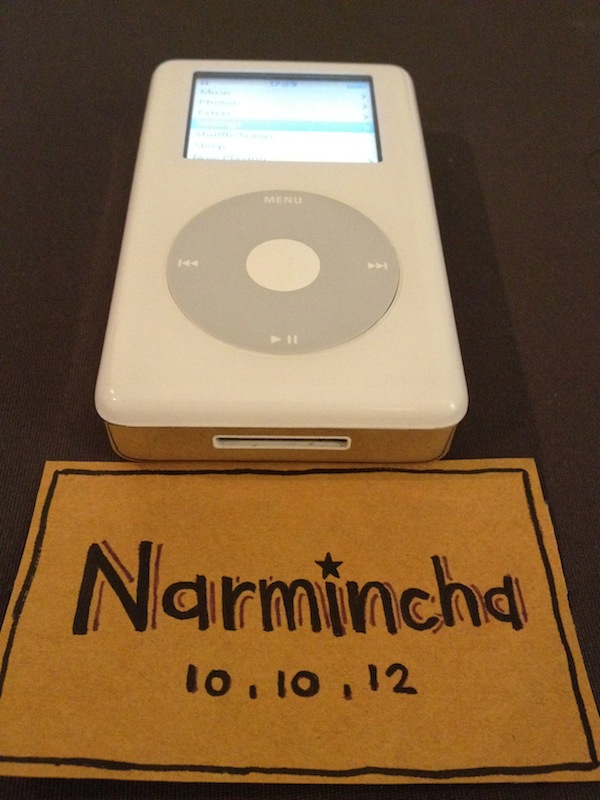 Music
Photos
Extras
Shuffle Songs
Sleep
MENU
Narmincha
10.10.12